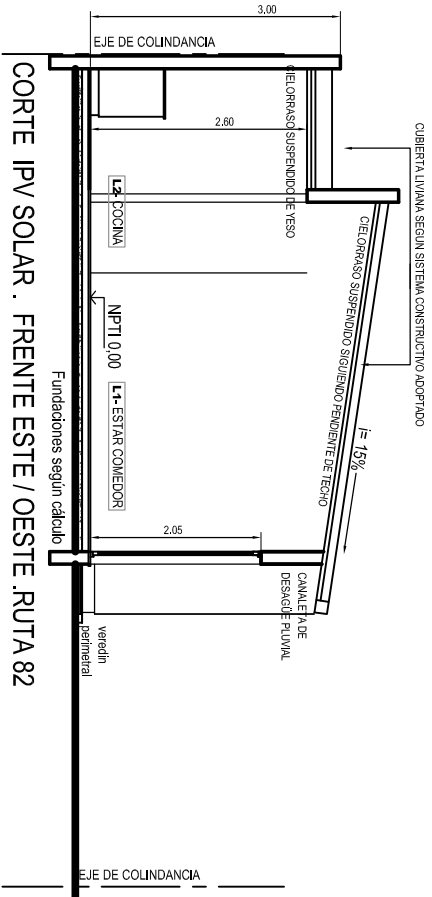 CUBIERTA LIVIANA SEGUN SISTEMA CONSTRUCTIVO ADOPTADO
3.00
EJE DE COLINDANCIA
CIELORRASO SUSPENDIDO DE YESO
2.60
CIELORRASO SUSPENDIDO SIGUIENDO PENDIENTE DE TECHO
i= 15%
L2- COCINA
NPTI 0,00
L1- ESTAR COMEDOR
2.05
CANALETA DE
DESAGÜE PLUVIAL
veredin
perimetral
Fundaciones según cálculo
EJE DE COLINDANCIA
CORTE IPV SOLAR . FRENTE ESTE / OESTE .RUTA 82